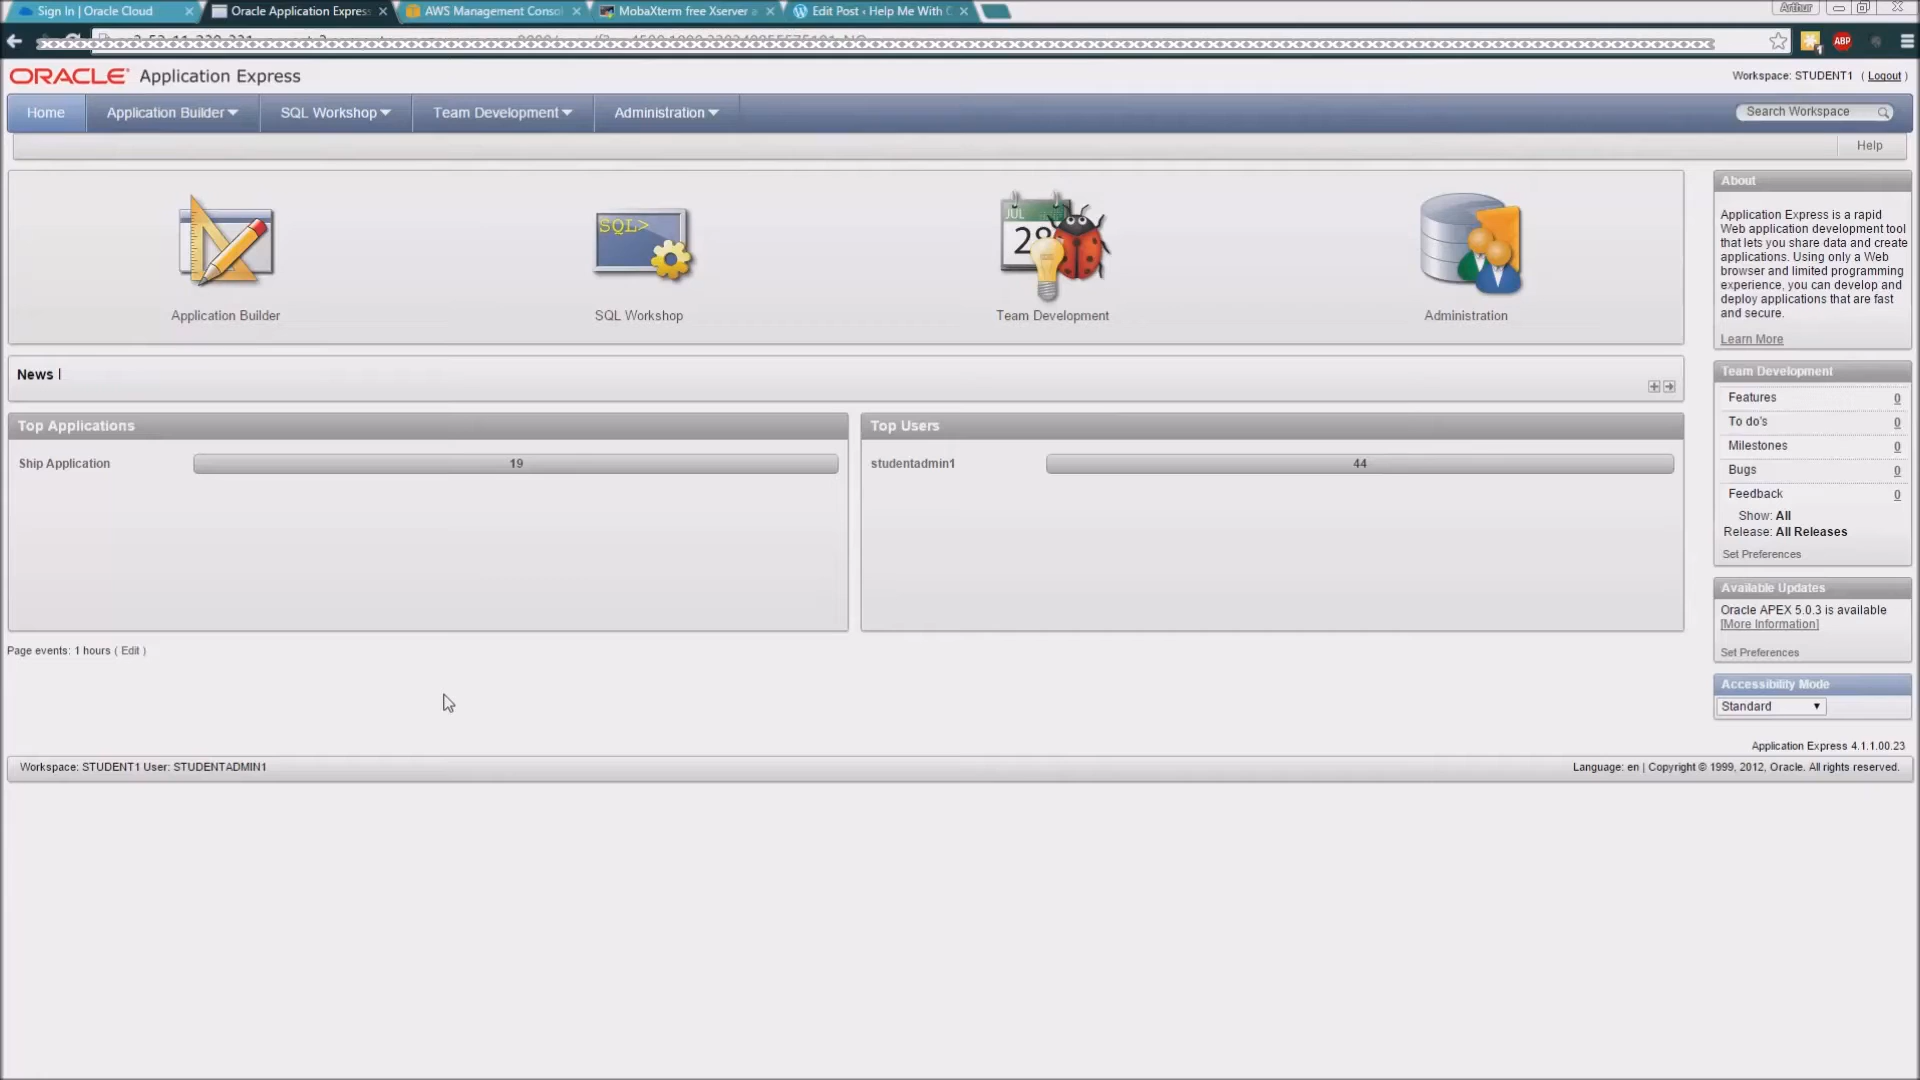 Sign In | Oracle Cloud
Oracle Application Express
AWS Management Consol
MobaXterm free Xserver a
Edit Post ‹ Help Me With C
Arthur
ABP
1
ORACLE Application Express
Workspace: STUDENT1 ( Logout )
Home
Application Builder
SQL Workshop
Team Development
Administration
Search Workspace
Help
SQL>
JUL
28
Application Builder
SQL Workshop
Team Development
Administration
About
Application Express is a rapid
Web application development tool
that lets you share data and create
applications. Using only a Web
browser and limited programming
experience, you can develop and
deploy applications that are fast
and secure.
Learn More
News |
Top Applications
Ship Application 19
Top Users
studentadmin1 44
Team Development
Features 0
To do's 0
Milestones 0
Bugs 0
Feedback 0
Show: All
Release: All Releases
Set Preferences
Available Updates
Oracle APEX 5.0.3 is available
[More Information]
Set Preferences
Page events: 1 hours ( Edit )
Accessibility Mode
Standard
Application Express 4.1.1.00.23
Workspace: STUDENT1 User: STUDENTADMIN1
Language: en | Copyright © 1999, 2012, Oracle. All rights reserved.